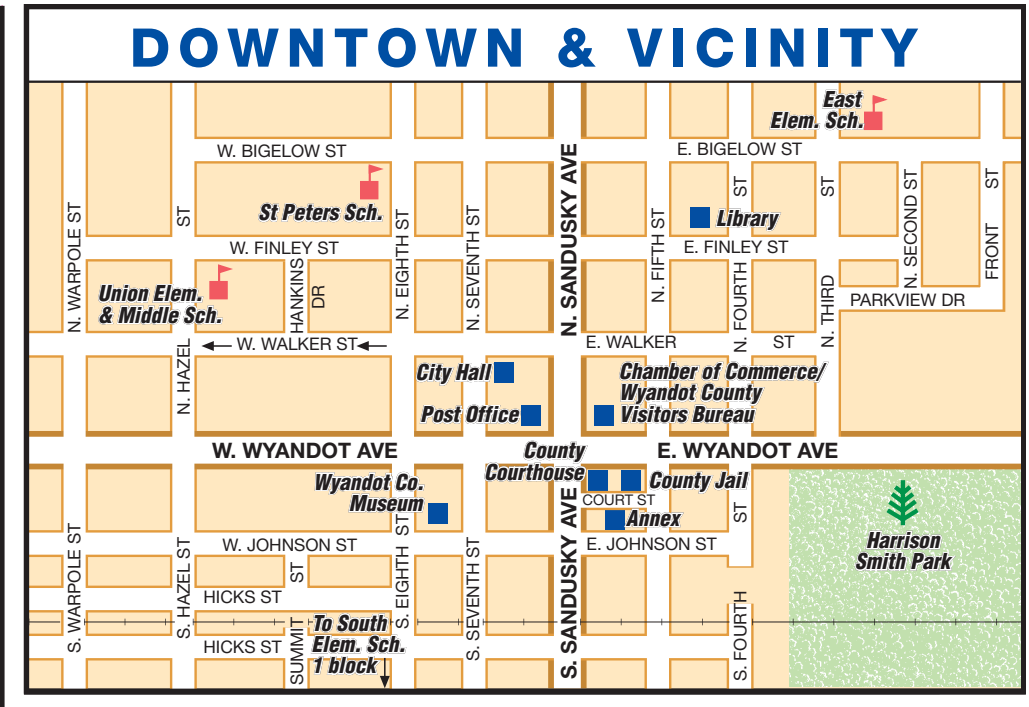 DOWNTOWN & VICINITY
East
Elem. Sch.
W. BIGELOW ST
E. BIGELOW ST
St Peters Sch.
Library
W. FINLEY ST
E. FINLEY ST
N. WARPOLE ST
N. HAZEL ST
HANKINS
DR
N. EIGHTH ST
N. SEVENTH ST
N. SANDUSKY AVE
N. FIFTH ST
N. FOURTH ST
N. THIRD ST
N. SECOND ST
FRONT ST
Union Elem.
& Middle Sch.
PARKVIEW DR
W. WALKER ST
E. WALKER ST
City Hall
Chamber of Commerce/
Wyandot County
Visitors Bureau
Post Office
W. WYANDOT AVE
E. WYANDOT AVE
County
Courthouse
County Jail
Wyandot Co.
Museum
COURT ST
Annex
W. JOHNSON ST
E. JOHNSON ST
Harrison
Smith Park
S. WARPOLE ST
S. HAZEL ST
SUMMIT ST
S. EIGHTH ST
S. SEVENTH ST
S. SANDUSKY AVE
S. FOURTH ST
HICKS ST
HICKS ST
To South
Elem. Sch.
1 block